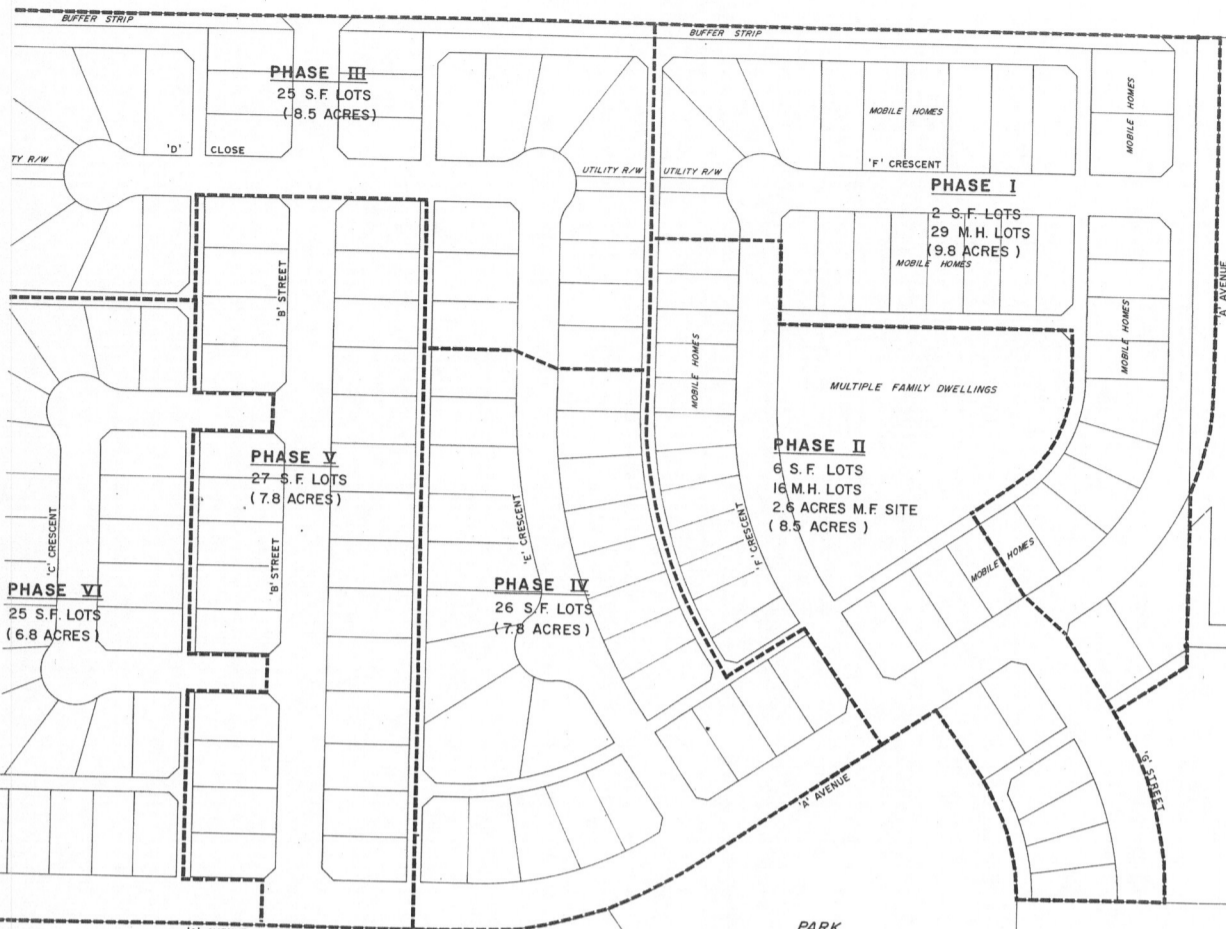 BUFFER STRIP
BUFFER STRIP
PHASE III
25 S.F. LOTS
(8.5 ACRES)
MOBILE HOMES
MOBILE HOMES
'D' CLOSE
TY R/W
UTILITY R/W
UTILITY R/W
'F' CRESCENT
PHASE I
2 S.F. LOTS
29 M.H. LOTS
(9.8 ACRES)
MOBILE HOMES
'A' AVENUE
'B' STREET
MOBILE HOMES
MOBILE HOMES
MULTIPLE FAMILY DWELLINGS
PHASE II
6 S.F. LOTS
16 M.H. LOTS
2.6 ACRES M.F. SITE
(8.5 ACRES)
PHASE V
27 S.F. LOTS
(7.8 ACRES)
'C' CRESCENT
'B' STREET
'E' CRESCENT
'F' CRESCENT
MOBILE HOMES
PHASE VI
25 S.F. LOTS
(6.8 ACRES)
PHASE IV
26 S.F. LOTS
(7.8 ACRES)
'A' AVENUE
'G' STREET
PARK